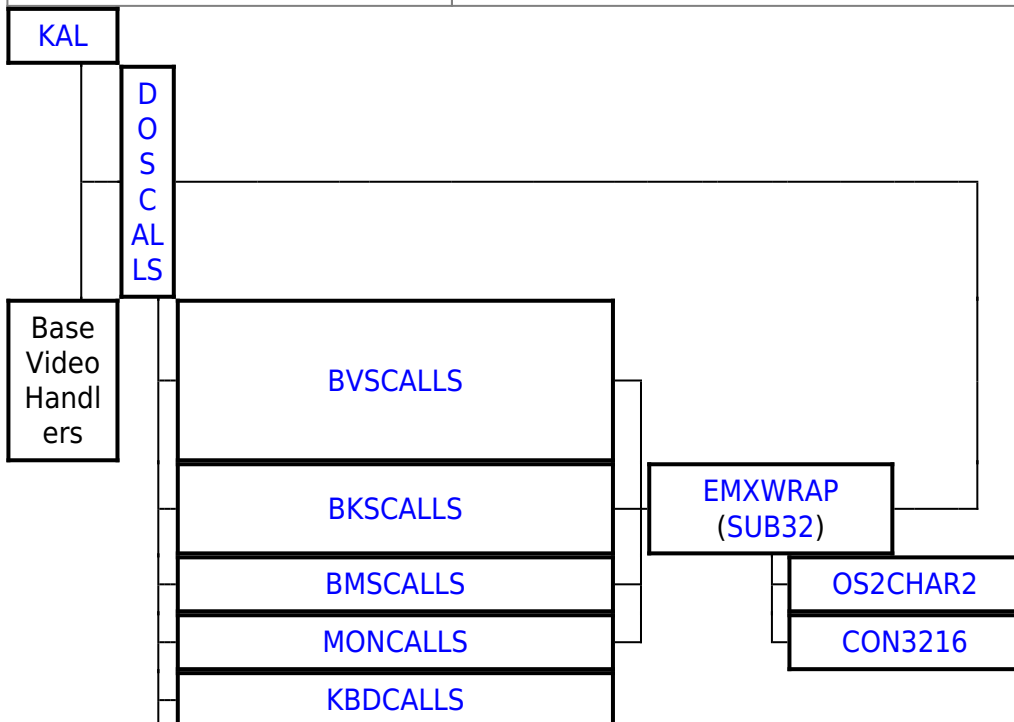 KAL
D
O
S
C
AL
LS
Base
Video
Handl
ers
BVSCALLS
BKSCALLS
EMXWRAP
(SUB32)
BMSCALLS
OS2CHAR2
MONCALLS
CON3216
KBDCALLS